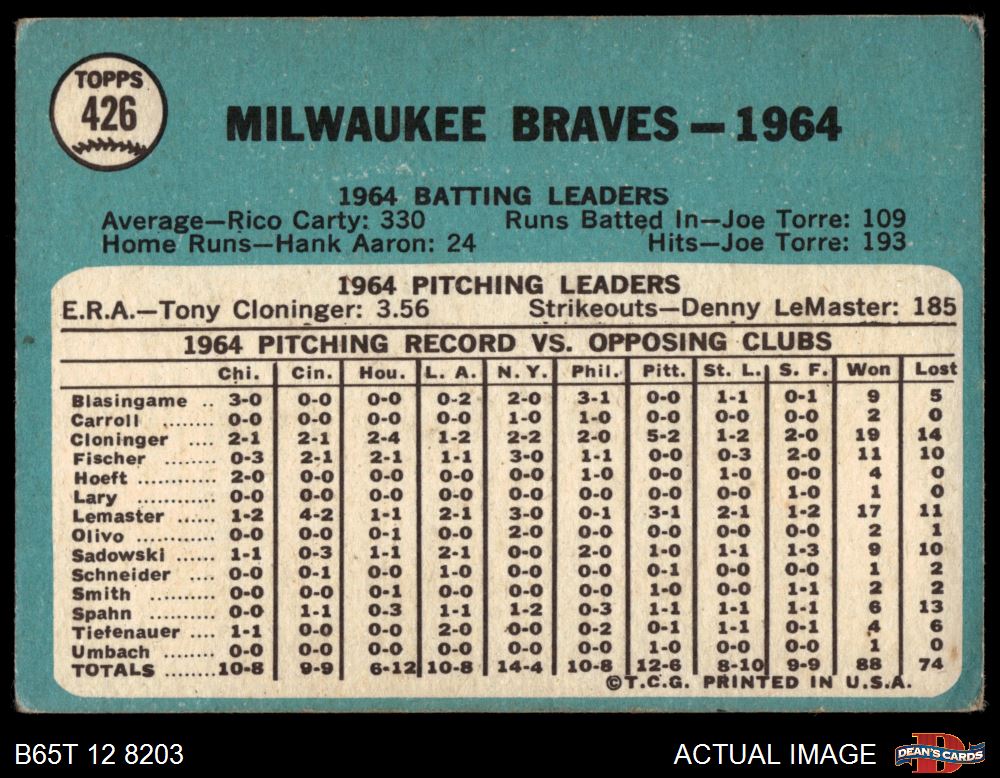 TOPPS
426
MILWAUKEE BRAVES — 1964
1964 BATTING LEADERS
Average—Rico Carty: 330 Runs Batted In—Joe Torre: 109
Home Runs—Hank Aaron: 24 Hits—Joe Torre: 193
1964 PITCHING LEADERS
E.R.A.—Tony Cloninger: 3.56 Strikeouts—Denny LeMaster: 185
1964 PITCHING RECORD VS. OPPOSING CLUBS
Chi. Cin. Hou. L. A. N. Y. Phil. Pitt. St. L. S. F. Won Lost
Blasingame .. 3-0 0-0 0-0 0-2 2-0 3-1 0-0 1-1 0-1 9 5
Carroll ........ 0-0 0-0 0-0 0-0 1-0 1-0 0-0 0-0 0-0 2 0
Cloninger .... 2-1 2-1 2-4 1-2 2-2 2-0 5-2 1-2 2-0 19 14
Fischer ........ 0-3 2-1 2-1 1-1 3-0 1-1 0-0 0-3 2-0 11 10
Hoeft ............ 2-0 0-0 0-0 0-0 0-0 1-0 0-0 1-0 0-0 4 0
Lary .............. 0-0 0-0 0-0 0-0 0-0 0-0 0-0 0-0 1-0 1 0
Lemaster ...... 1-2 4-2 1-1 2-1 3-0 0-1 3-1 2-1 1-2 17 11
Olivo ............ 0-0 0-0 0-1 0-0 2-0 0-0 0-0 0-0 0-0 2 1
Sadowski ...... 1-1 0-3 1-1 2-1 0-0 2-0 1-0 1-1 1-3 9 10
Schneider .... 0-0 0-1 0-0 1-0 0-0 0-0 0-1 0-0 0-0 1 2
Smith .......... 0-0 0-0 0-1 0-0 0-0 0-0 1-0 0-0 1-1 2 2
Spahn .......... 0-0 1-1 0-3 1-1 1-2 0-3 1-1 1-1 1-1 6 13
Tiefenauer .... 1-1 0-0 0-0 2-0 0-0 0-2 0-1 1-1 0-1 4 6
Umbach ........ 0-0 0-0 0-0 0-0 0-0 0-0 1-0 0-0 0-0 1 0
TOTALS ........ 10-8 9-9 6-12 10-8 14-4 10-8 12-6 8-10 9-9 88 74
©T.C.G. PRINTED IN U.S.A.
B65T 12 8203 ACTUAL IMAGE DEAN'S CARDS